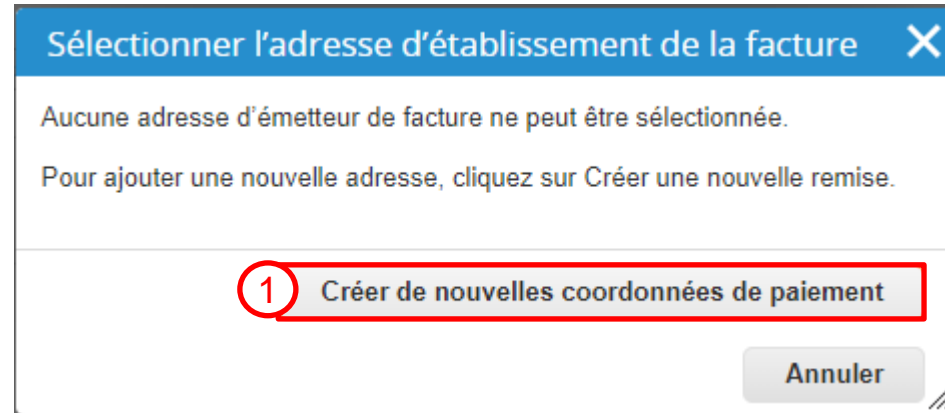 Sélectionner l’adresse d’établissement de la facture
Aucune adresse d’émetteur de facture ne peut être sélectionnée.
Pour ajouter une nouvelle adresse, cliquez sur Créer une nouvelle remise.
1 Créer de nouvelles coordonnées de paiement
Annuler